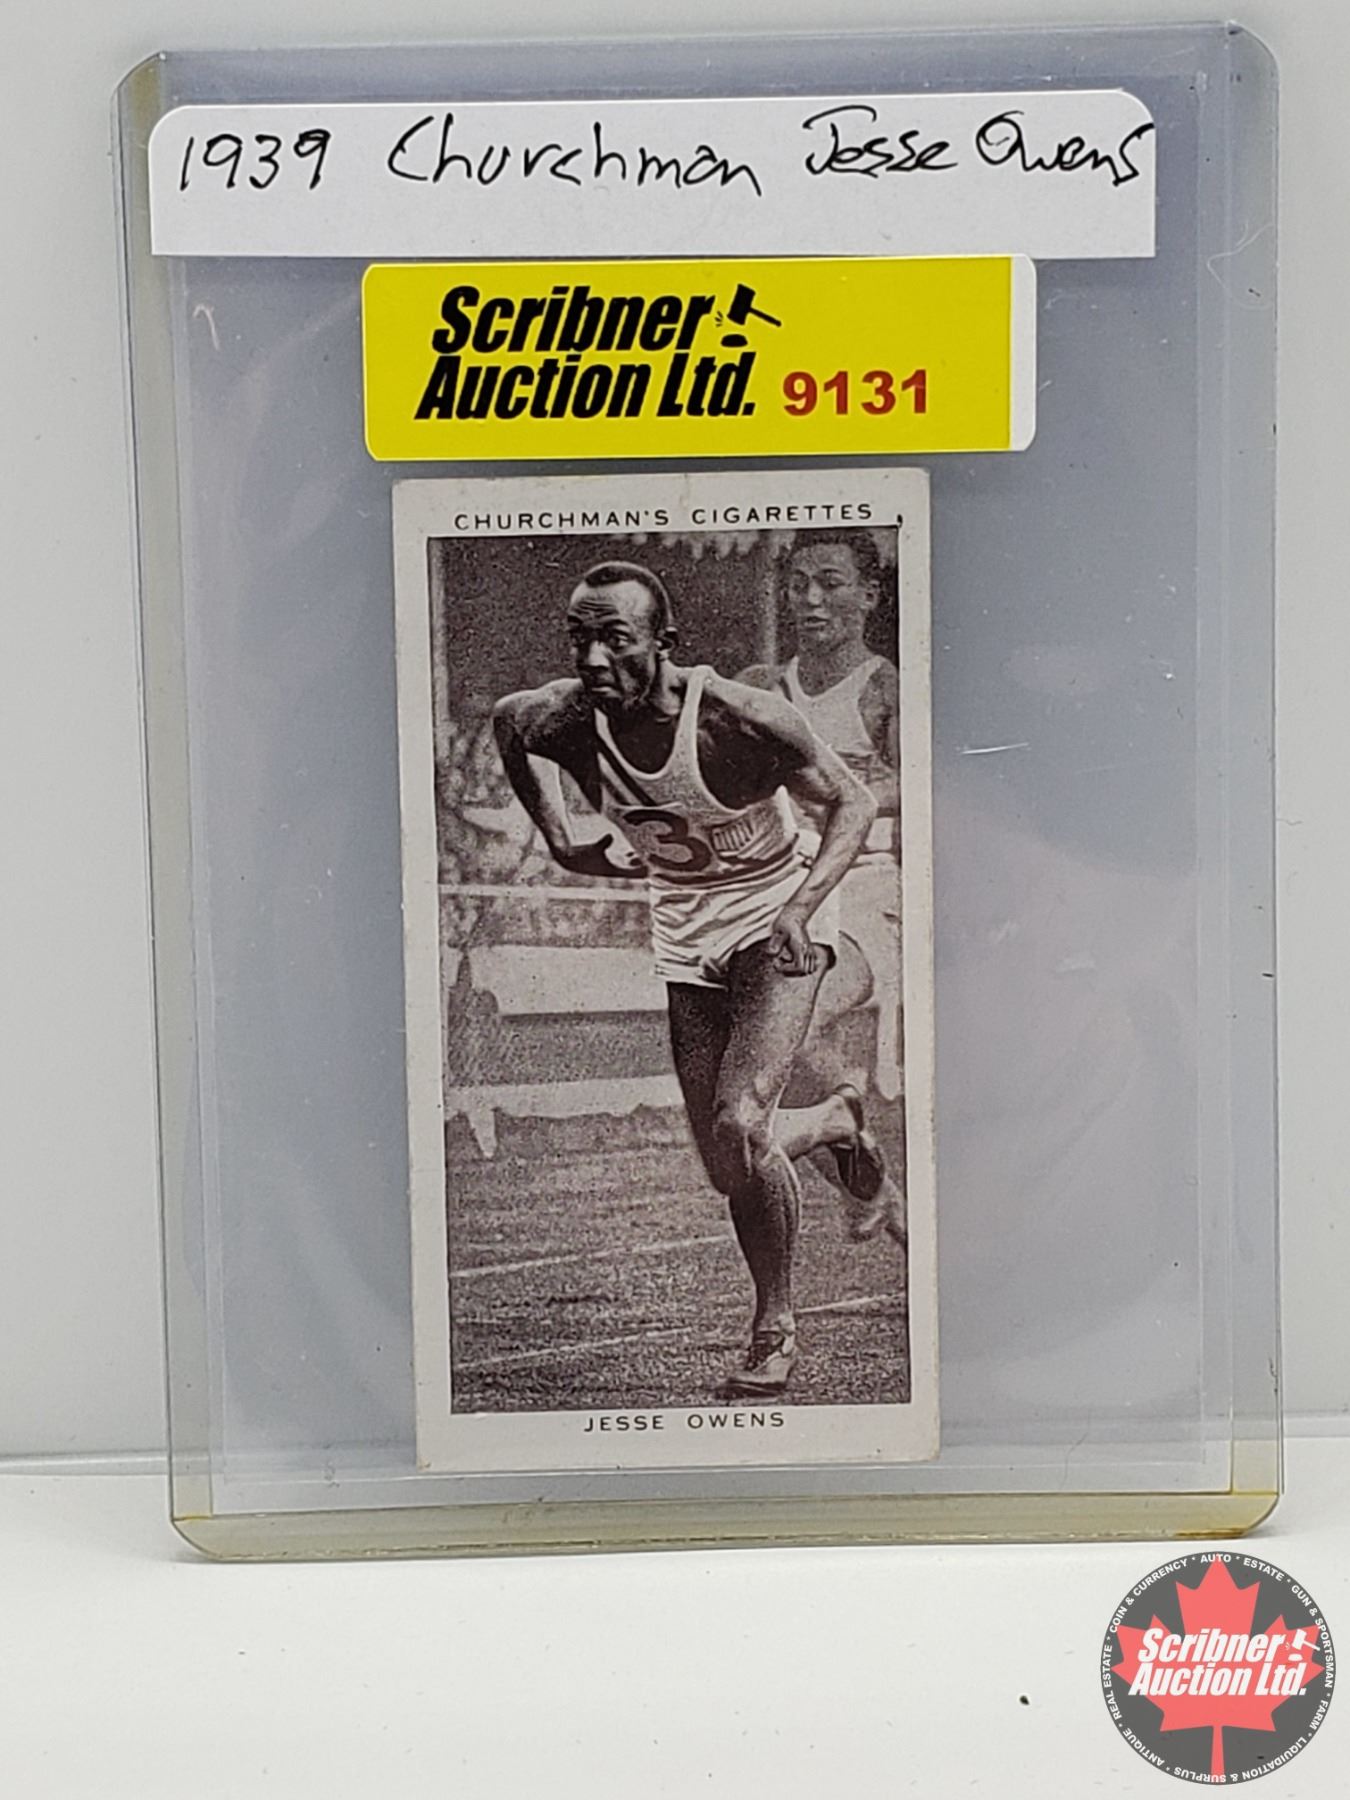 1939 Churchman Jesse Owens
Scribner
Auction Ltd. 9131
CHURCHMAN'S CIGARETTES
3
JESSE OWENS
COIN & CURRENCY * AUTO * ESTATE * GUN & SPORTSMAN * FARM * LIQUIDATION & SURPLUS * ANTIQUE * REAL ESTATE *
Scribner
Auction Ltd.